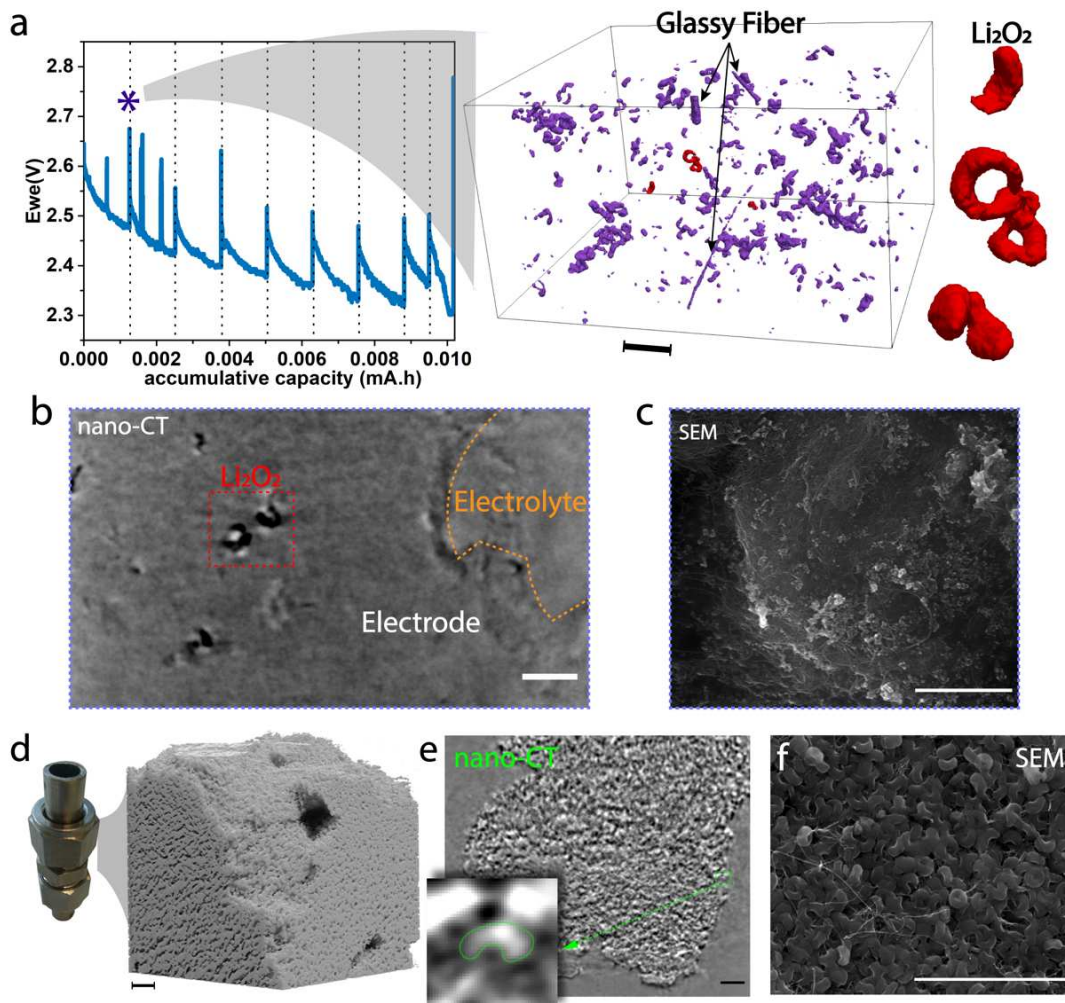 a
Glassy Fiber
Li₂O₂
2.8
2.7
2.6
2.5
2.4
2.3
Ewe(V)
*
0.000 0.002 0.004 0.006 0.008 0.010
accumulative capacity (mA.h)
b
nano-CT
Li₂O₂
Electrolyte
Electrode
c
SEM
d
e
nano-CT
f
SEM